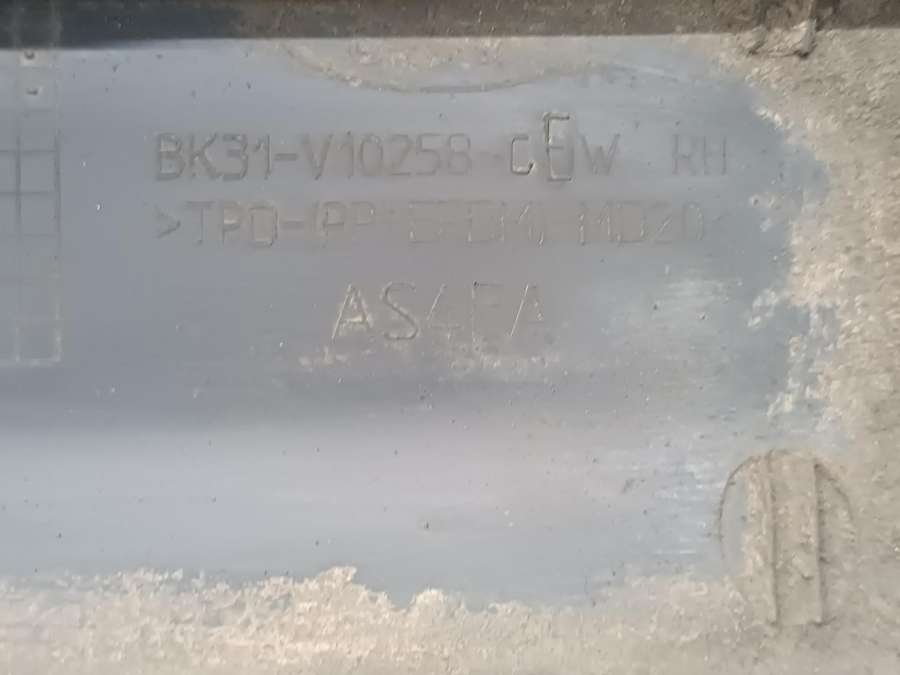 BK31-V10258-CEW RH
>TPO-(PP+EPDM)-MD20<
AS4FA